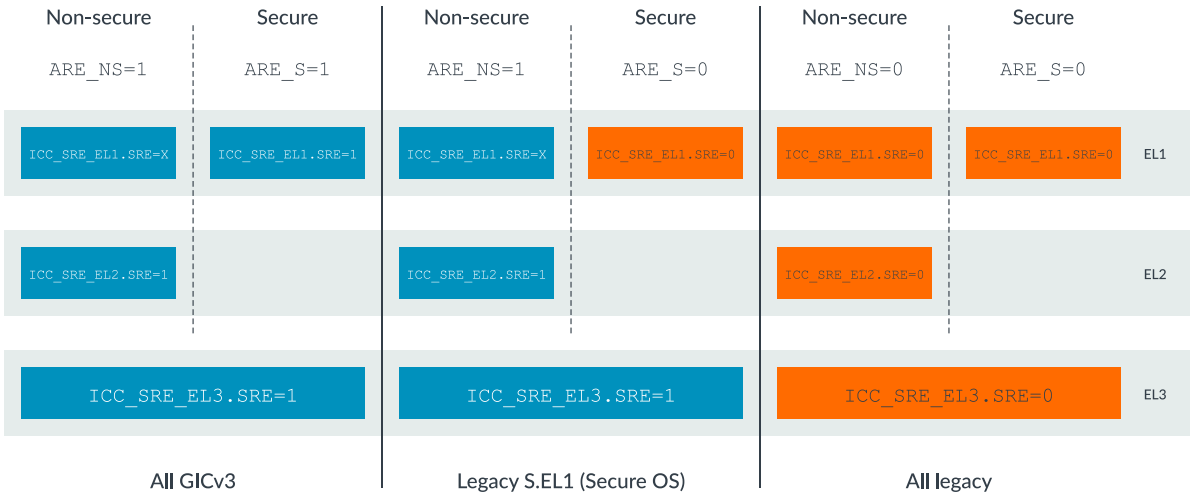 Non-secure Secure Non-secure Secure Non-secure Secure
ARE_NS=1 ARE_S=1 ARE_NS=1 ARE_S=0 ARE_NS=0 ARE_S=0
ICC_SRE_EL1.SRE=X ICC_SRE_EL1.SRE=1 ICC_SRE_EL1.SRE=X ICC_SRE_EL1.SRE=0 ICC_SRE_EL1.SRE=0 ICC_SRE_EL1.SRE=0 EL1
ICC_SRE_EL2.SRE=1 ICC_SRE_EL2.SRE=1 ICC_SRE_EL2.SRE=0 EL2
ICC_SRE_EL3.SRE=1 ICC_SRE_EL3.SRE=1 ICC_SRE_EL3.SRE=0 EL3
All GICv3 Legacy S.EL1 (Secure OS) All legacy